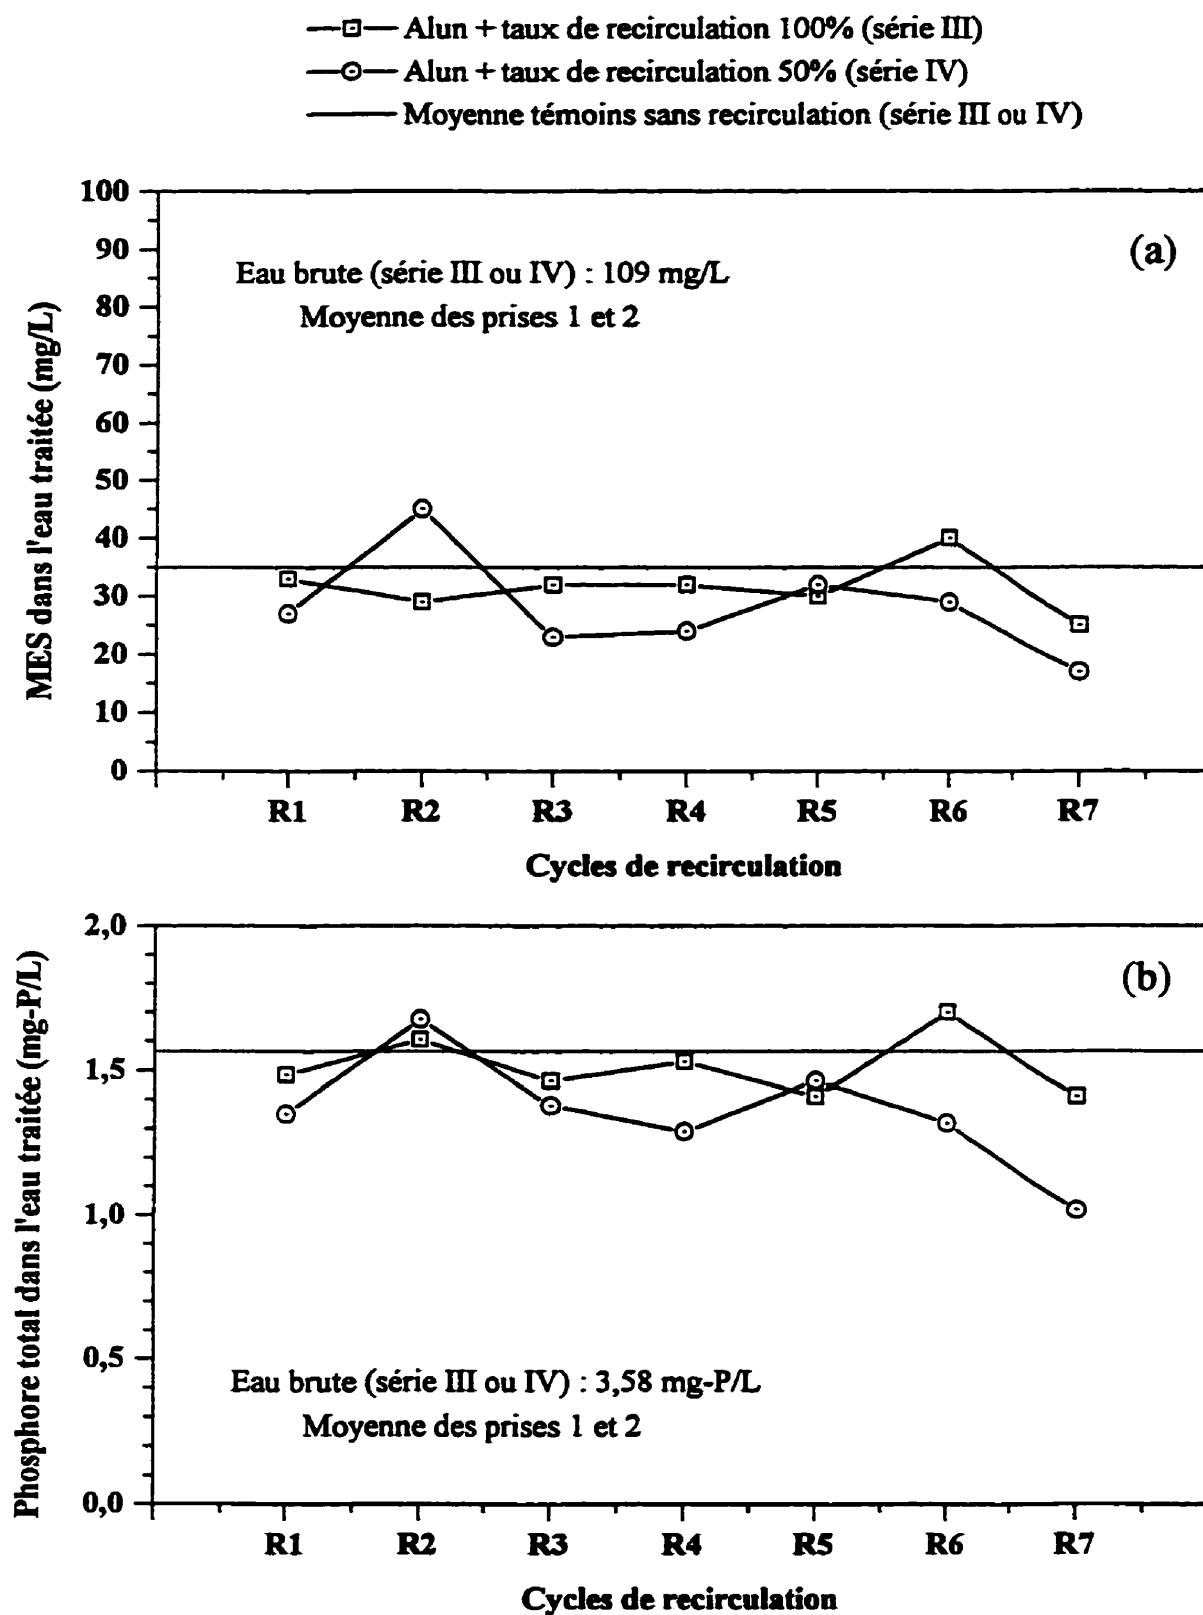 Alun + taux de recirculation 100% (série III)
Alun + taux de recirculation 50% (série IV)
Moyenne témoins sans recirculation (série III ou IV)
100
90
80
70
60
50
40
30
20
10
0
MES dans l'eau traitée (mg/L)
(a)
Eau brute (série III ou IV) : 109 mg/L
Moyenne des prises 1 et 2
R1 R2 R3 R4 R5 R6 R7
Cycles de recirculation
2,0
1,5
1,0
0,5
0,0
Phosphore total dans l'eau traitée (mg-P/L)
(b)
Eau brute (série III ou IV) : 3,58 mg-P/L
Moyenne des prises 1 et 2
R1 R2 R3 R4 R5 R6 R7
Cycles de recirculation